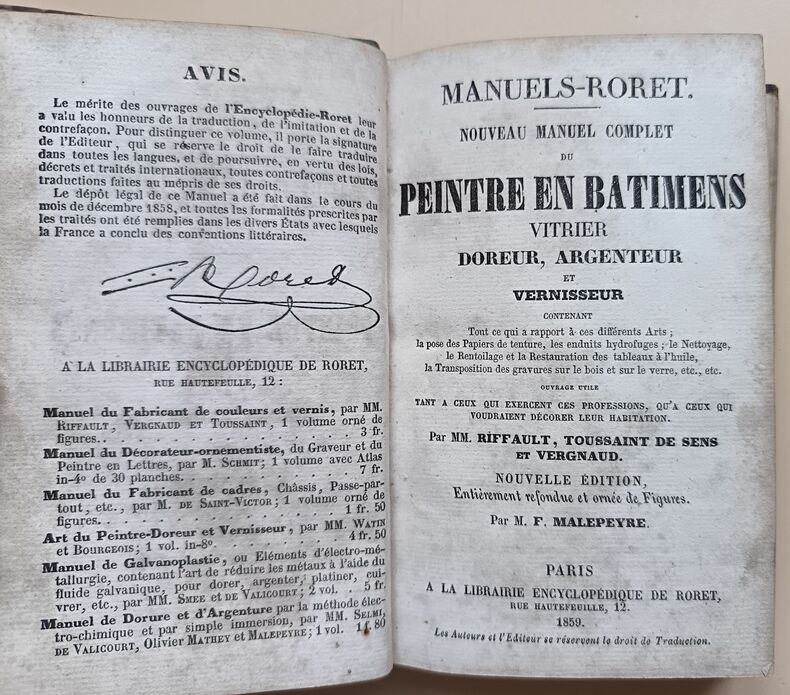 AVIS.
Le mérite des ouvrages de l'Encyclopédie-Roret leur
a valu les honneurs de la traduction, de l'imitation et de la
contrefaçon. Pour distinguer ce volume, il porte la signature
de l'Editeur, qui se réserve le droit de le faire traduire
dans toutes les langues, et de poursuivre, en vertu des lois,
décrets et traités internationaux, toutes contrefaçons et toutes
traductions faites au mépris de ses droits.
Le dépôt légal de ce Manuel a été fait dans le cours du
mois de décembre 1858, et toutes les formalités prescrites par
les traités ont été remplies dans les divers États avec lesquels
la France a conclu des conventions littéraires.
Roret
A LA LIBRAIRIE ENCYCLOPÉDIQUE DE RORET,
RUE HAUTEFEUILLE, 12 :
Manuel du Fabricant de couleurs et vernis, par MM.
RIFFAULT, VERGNAUD ET TOUSSAINT, 1 volume orné de
figures. . . . . . . . . . . . . . 3 fr.
Manuel du Décorateur-ornementiste, du Graveur et du
Peintre en Lettres, par M. SCHMIT; 1 volume avec Atlas
in-4° de 30 planches. . . . . . . . . 7 fr.
Manuel du Fabricant de cadres, Châssis, Passe-par-
tout, etc., par M. DE SAINT-VICTOR; 1 volume orné de
figures. . . . . . . . . . . . . 1 fr. 50
Art du Peintre-Doreur et Vernisseur, par MM. WATIN
et BOURGEOIS; 1 vol. in-8°. . . . . . . 4 fr. 50
Manuel de Galvanoplastie, ou Eléments d'électro-mé-
tallurgie, contenant l'art de réduire les métaux à l'aide du
fluide galvanique, pour dorer, argenter, platiner, cui-
vrer, etc., par MM. SMEE et DE VALICOURT; 2 vol. . 5 fr.
Manuel de Dorure et d'Argenture par la méthode élec-
tro-chimique et par simple immersion, par MM. SELMI,
DE VALICOURT, Olivier MATHEY et MALEPEYRE; 1 vol. 1 f. 80
MANUELS-RORET.
NOUVEAU MANUEL COMPLET
DU
PEINTRE EN BATIMENS
VITRIER
DOREUR, ARGENTEUR
ET
VERNISSEUR
CONTENANT
Tout ce qui a rapport à ces différents Arts ;
la pose des Papiers de tenture, les enduits hydrofuges ; le Nettoyage,
le Rentoilage et la Restauration des tableaux à l'huile,
la Transposition des gravures sur le bois et sur le verre, etc., etc.
OUVRAGE UTILE
TANT A CEUX QUI EXERCENT CES PROFESSIONS, QU'A CEUX QUI
VOUDRAIENT DÉCORER LEUR HABITATION.
Par MM. RIFFAULT, TOUSSAINT DE SENS
ET VERGNAUD.
NOUVELLE ÉDITION,
Entièrement refondue et ornée de Figures.
Par M. F. MALEPEYRE.
PARIS
A LA LIBRAIRIE ENCYCLOPÉDIQUE DE RORET,
RUE HAUTEFEUILLE, 12.
1859.
Les Auteurs et l'Editeur se réservent le droit de Traduction.